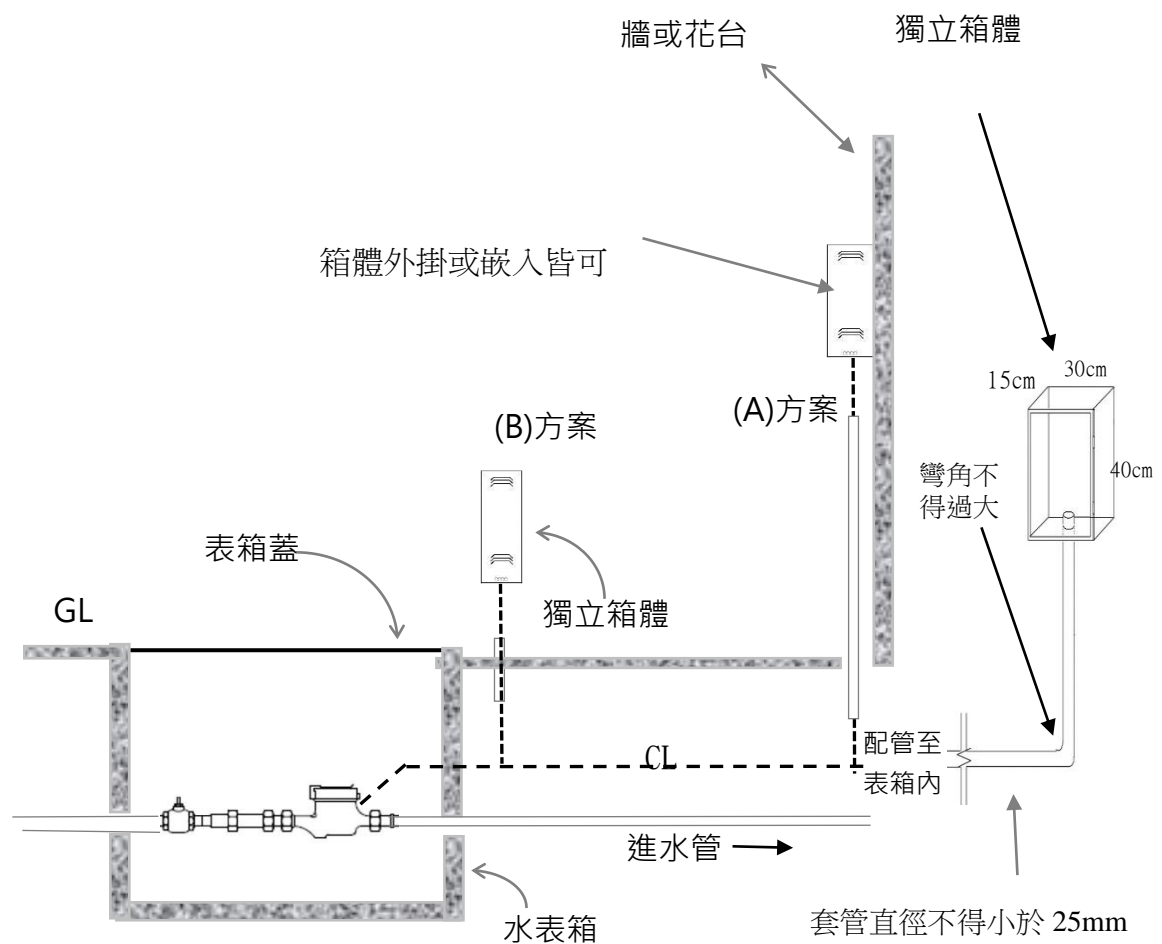 牆或花台
獨立箱體
箱體外掛或嵌入皆可
15cm
30cm
40cm
(A)方案
(B)方案
彎角不
得過大
表箱蓋
獨立箱體
GL
CL
配管至
表箱內
進水管
水表箱
套管直徑不得小於 25mm